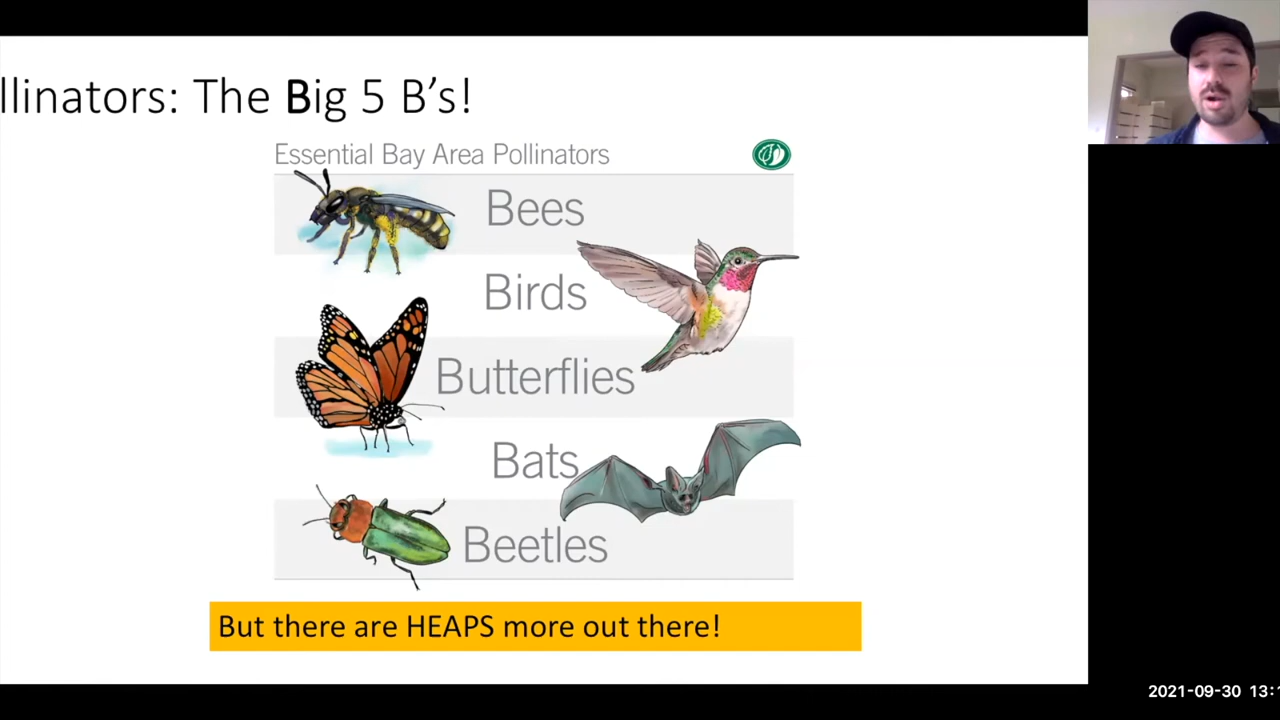 llinators: The Big 5 B’s!
Essential Bay Area Pollinators
Bees
Birds
Butterflies
Bats
Beetles
But there are HEAPS more out there!
2021-09-30 13: